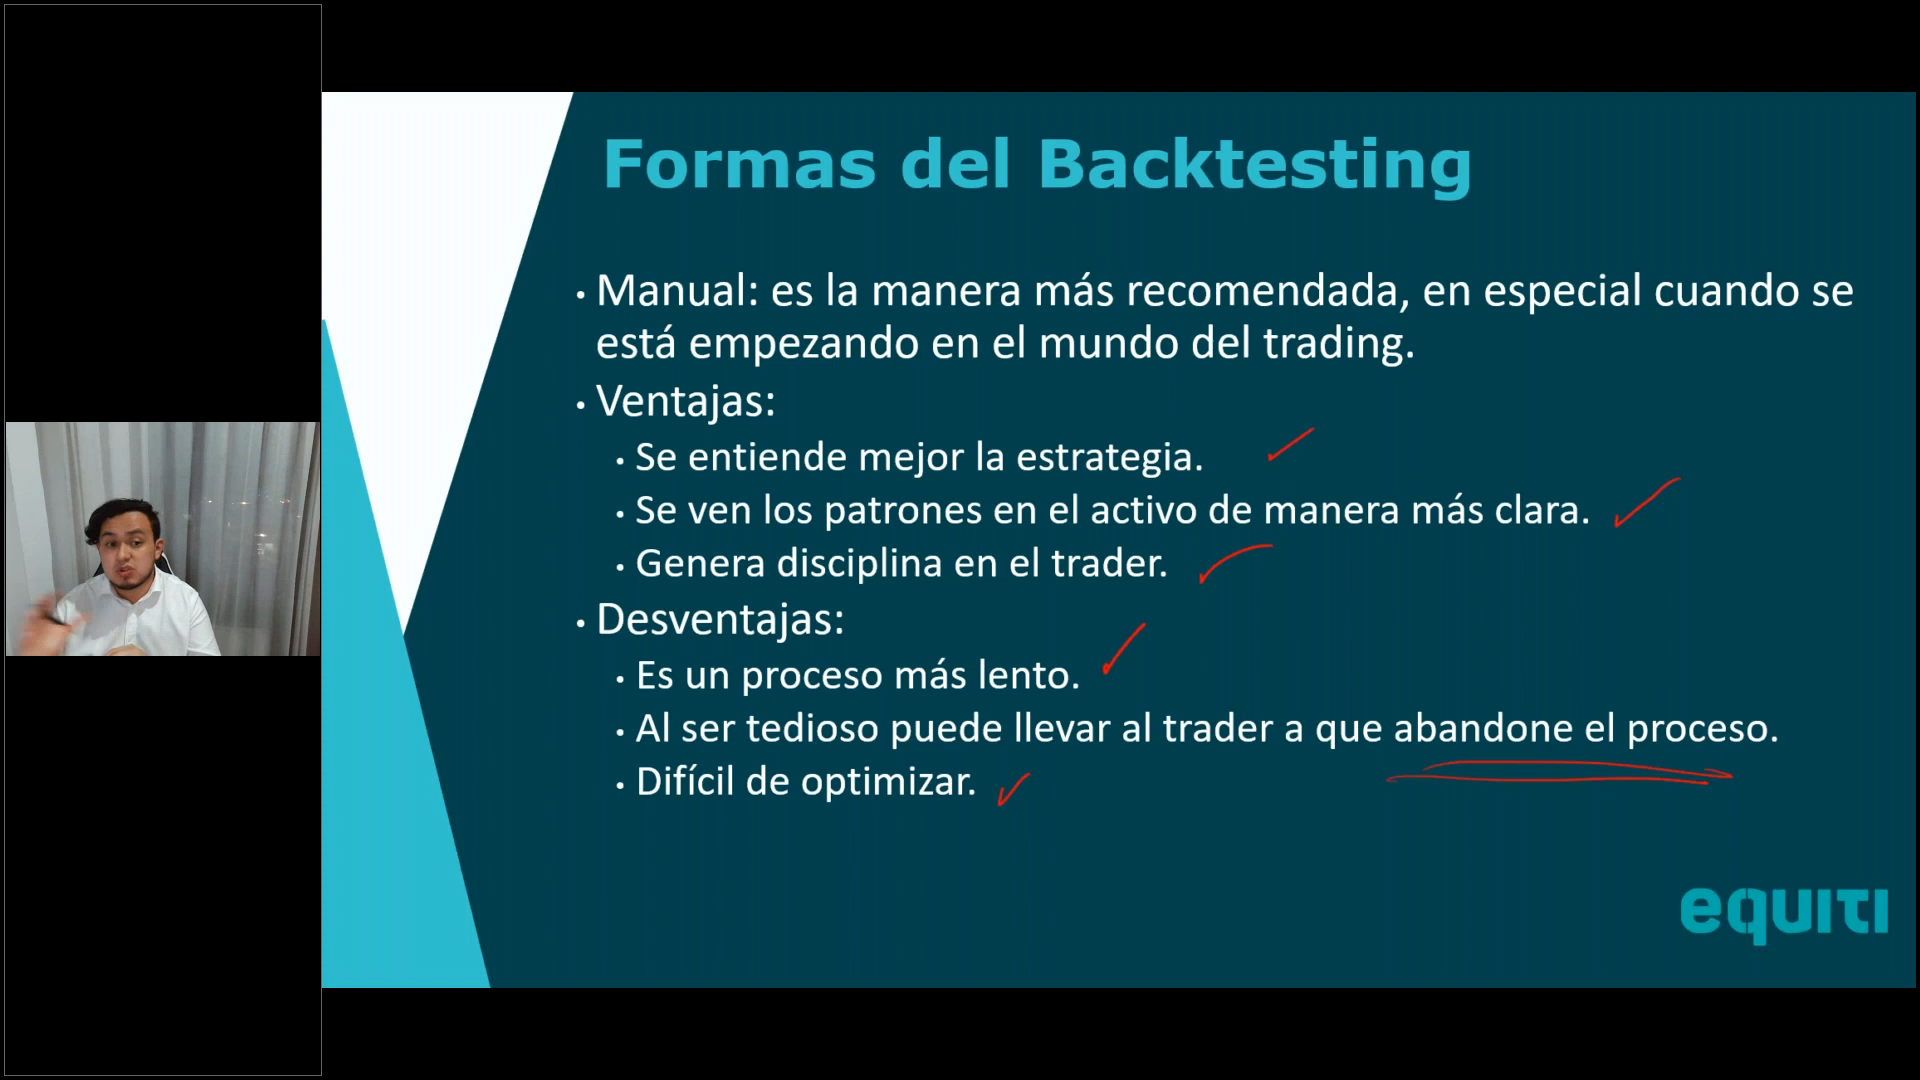 Formas del Backtesting
• Manual: es la manera más recomendada, en especial cuando se
está empezando en el mundo del trading.
• Ventajas:
• Se entiende mejor la estrategia.
• Se ven los patrones en el activo de manera más clara.
• Genera disciplina en el trader.
• Desventajas:
• Es un proceso más lento.
• Al ser tedioso puede llevar al trader a que abandone el proceso.
• Difícil de optimizar.
equiti